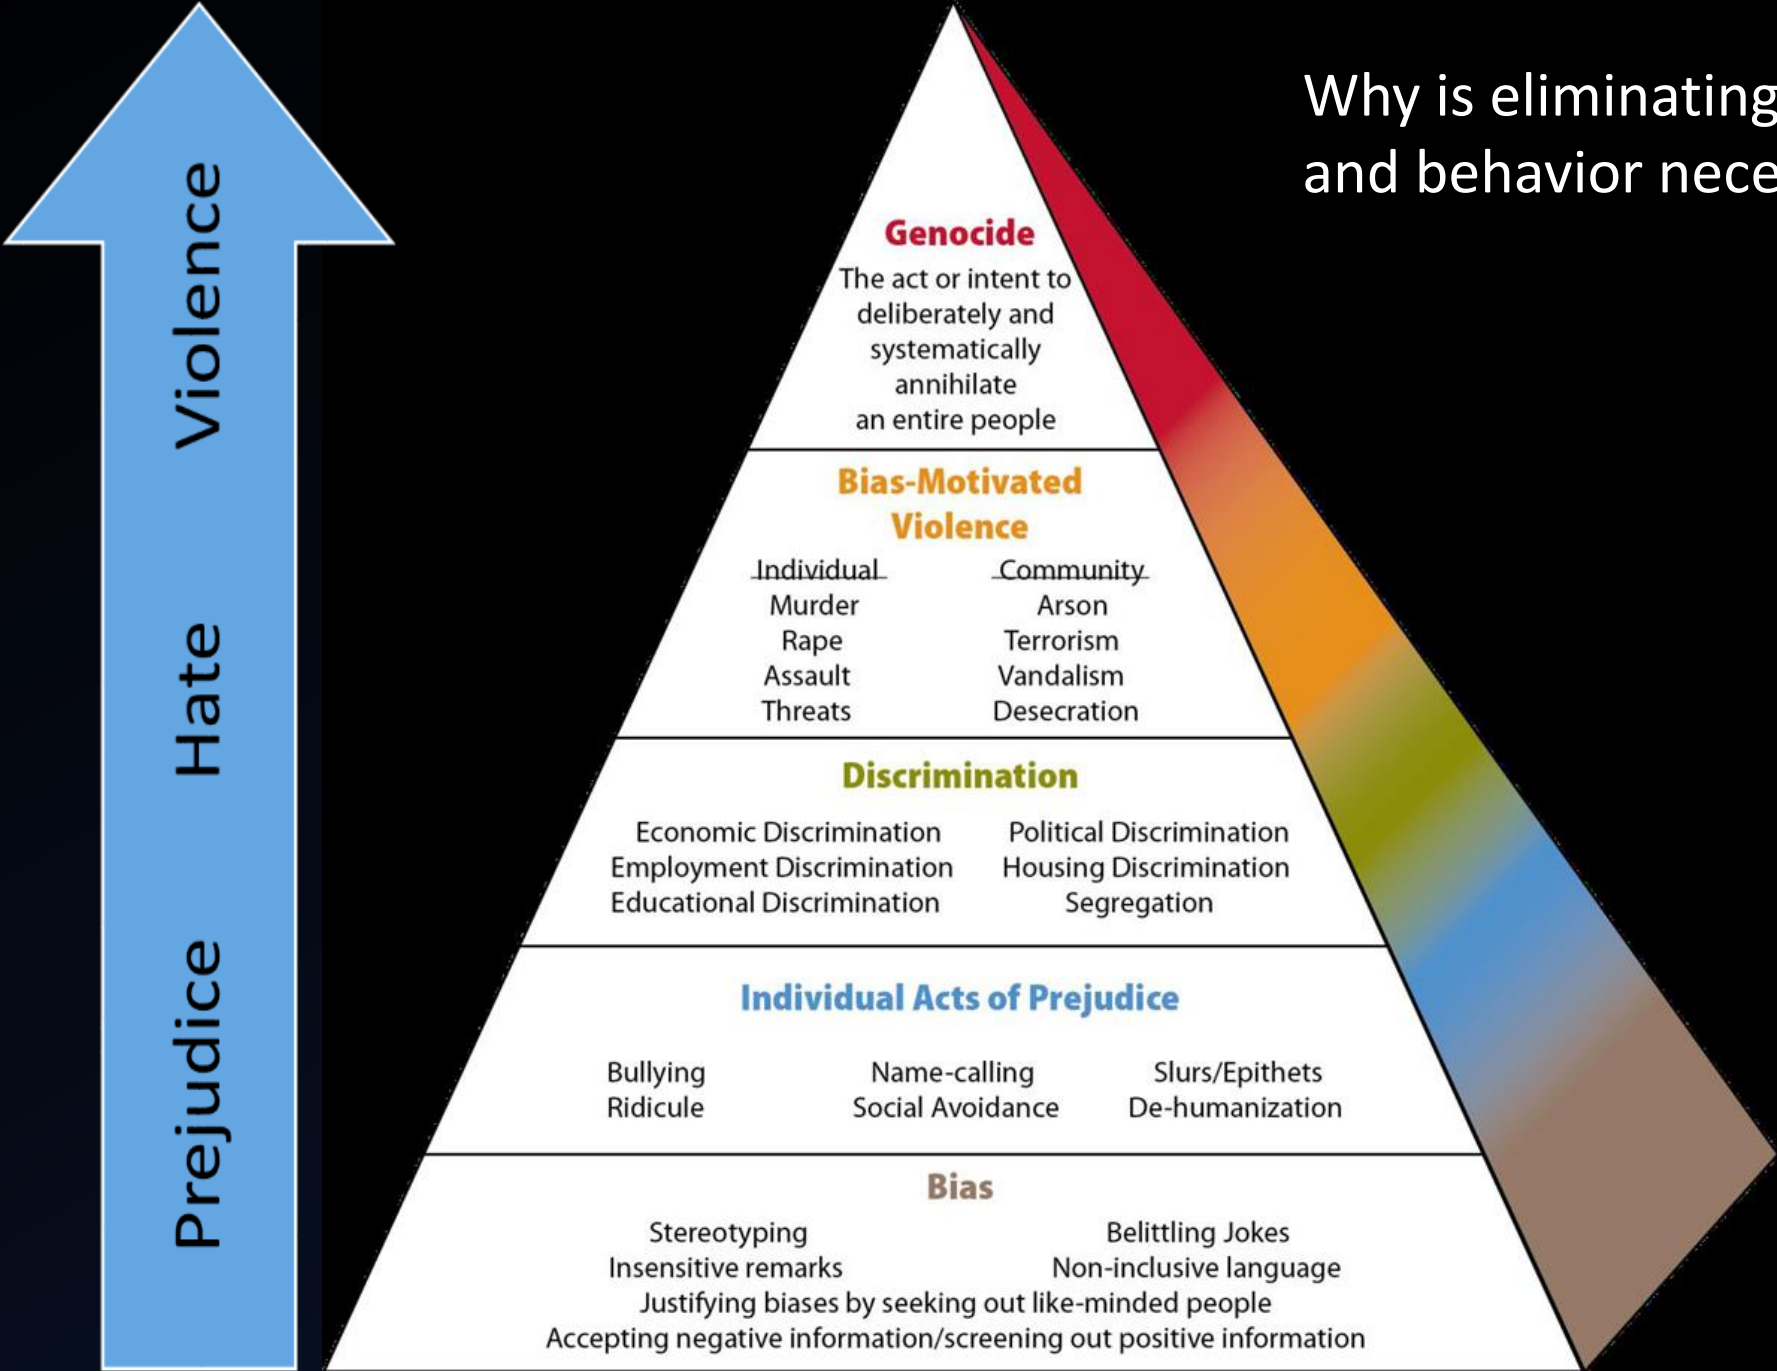 Violence
Hate
Prejudice
Why is eliminating
and behavior nece
Genocide
The act or intent to
deliberately and
systematically
annihilate
an entire people
Bias-Motivated
Violence
Individual Community
Murder Arson
Rape Terrorism
Assault Vandalism
Threats Desecration
Discrimination
Economic Discrimination Political Discrimination
Employment Discrimination Housing Discrimination
Educational Discrimination Segregation
Individual Acts of Prejudice
Bullying Name-calling Slurs/Epithets
Ridicule Social Avoidance De-humanization
Bias
Stereotyping Belittling Jokes
Insensitive remarks Non-inclusive language
Justifying biases by seeking out like-minded people
Accepting negative information/screening out positive information